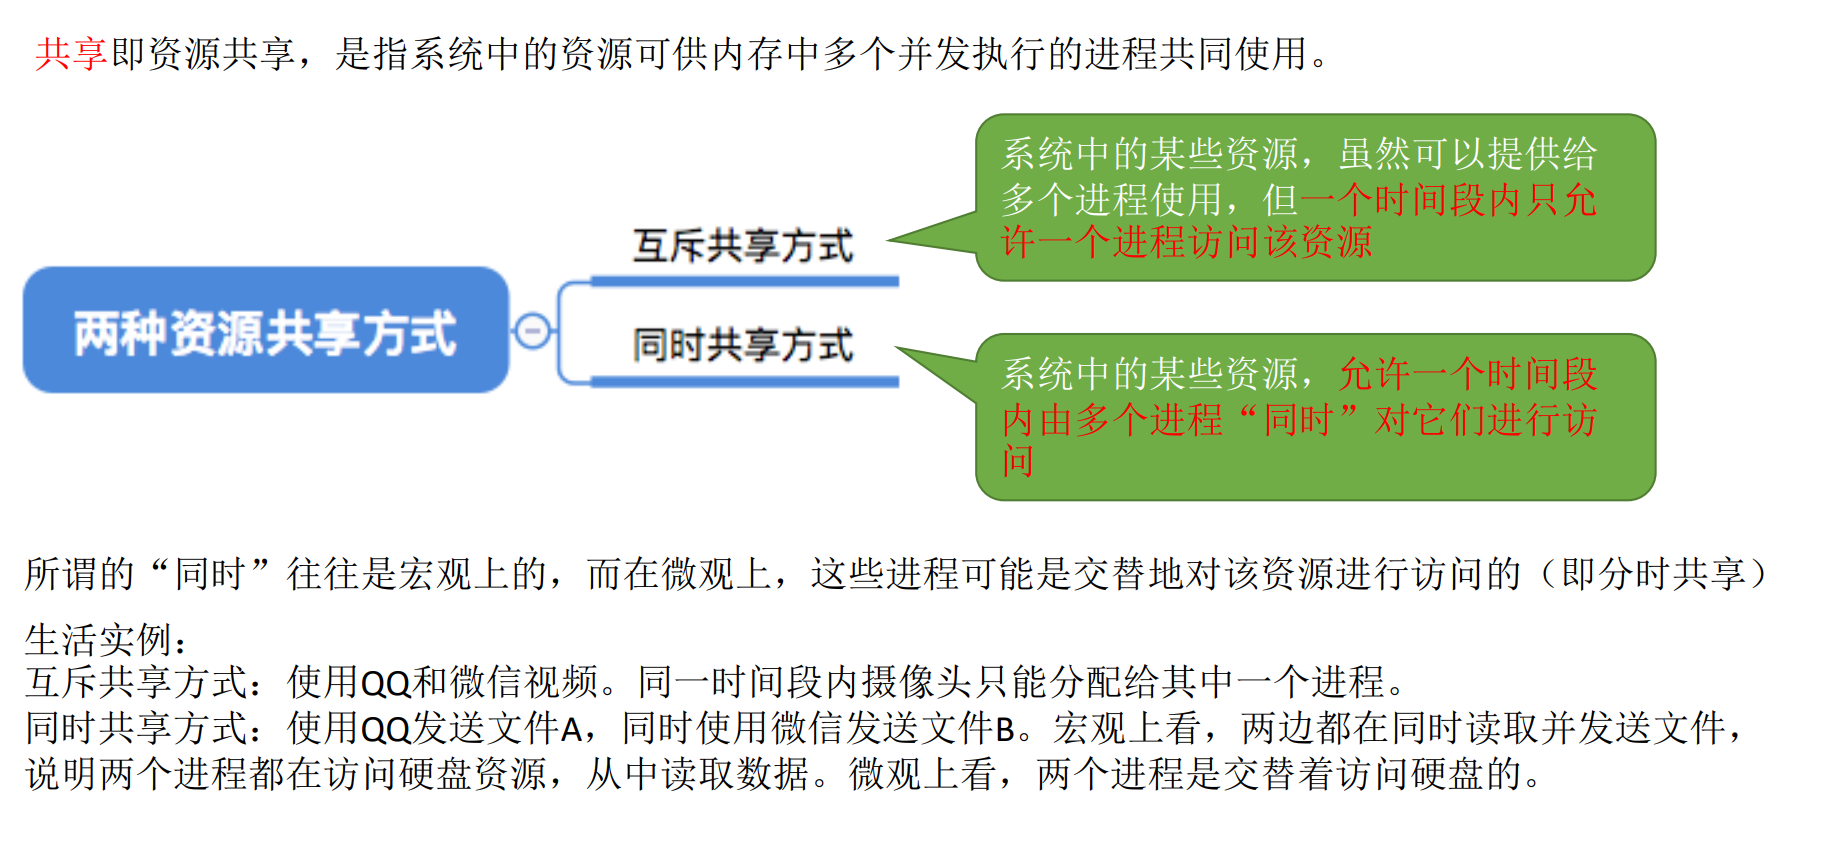 共享即资源共享，是指系统中的资源可供内存中多个并发执行的进程共同使用。
系统中的某些资源，虽然可以提供给
多个进程使用，但一个时间段内只允
许一个进程访问该资源
互斥共享方式
两种资源共享方式
同时共享方式
系统中的某些资源，允许一个时间段
内由多个进程“同时”对它们进行访
问
所谓的“同时”往往是宏观上的，而在微观上，这些进程可能是交替地对该资源进行访问的（即分时共享）
生活实例：
互斥共享方式：使用QQ和微信视频。同一时间段内摄像头只能分配给其中一个进程。
同时共享方式：使用QQ发送文件A，同时使用微信发送文件B。宏观上看，两边都在同时读取并发送文件，
说明两个进程都在访问硬盘资源，从中读取数据。微观上看，两个进程是交替着访问硬盘的。